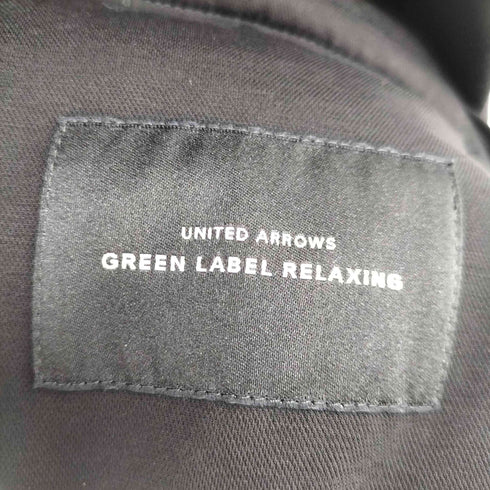 UNITED ARROWS
GREEN LABEL RELAXING